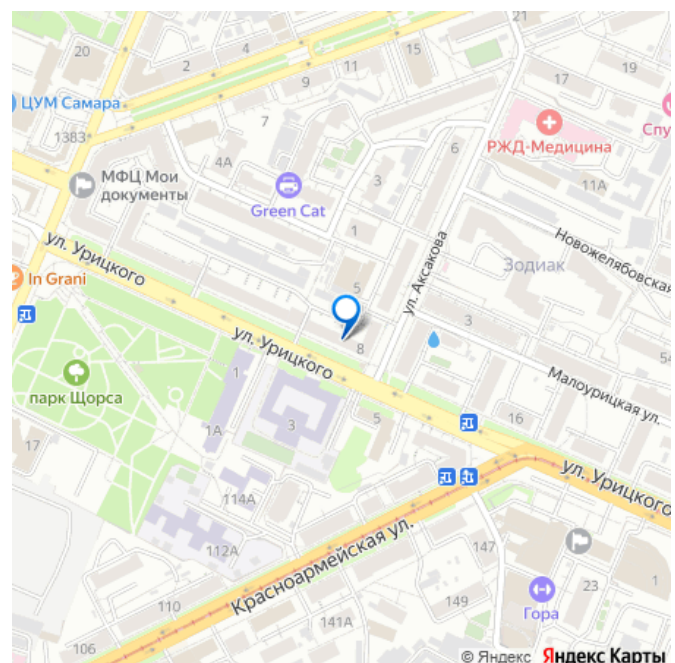 21
20
4
2
15
11
9
19
17
ЦУМ Самара
7
1383
РЖД-Медицина
Спу
6
4А
3
11А
МФЦ Мои
документы
Green Cat
1
Новожелябовская
ул. Урицкого
ул. Аксакова
Зодиак
In Grani
5
3
ул. Урицкого
8
54
Малоурицкая ул.
1
парк Щорса
5
16
3
1А
17
ул. Урицкого
114А
112А
147
Красноармейская ул.
23
1
110
149
Гора
141А
106
© Яндекс Яндекс Карты